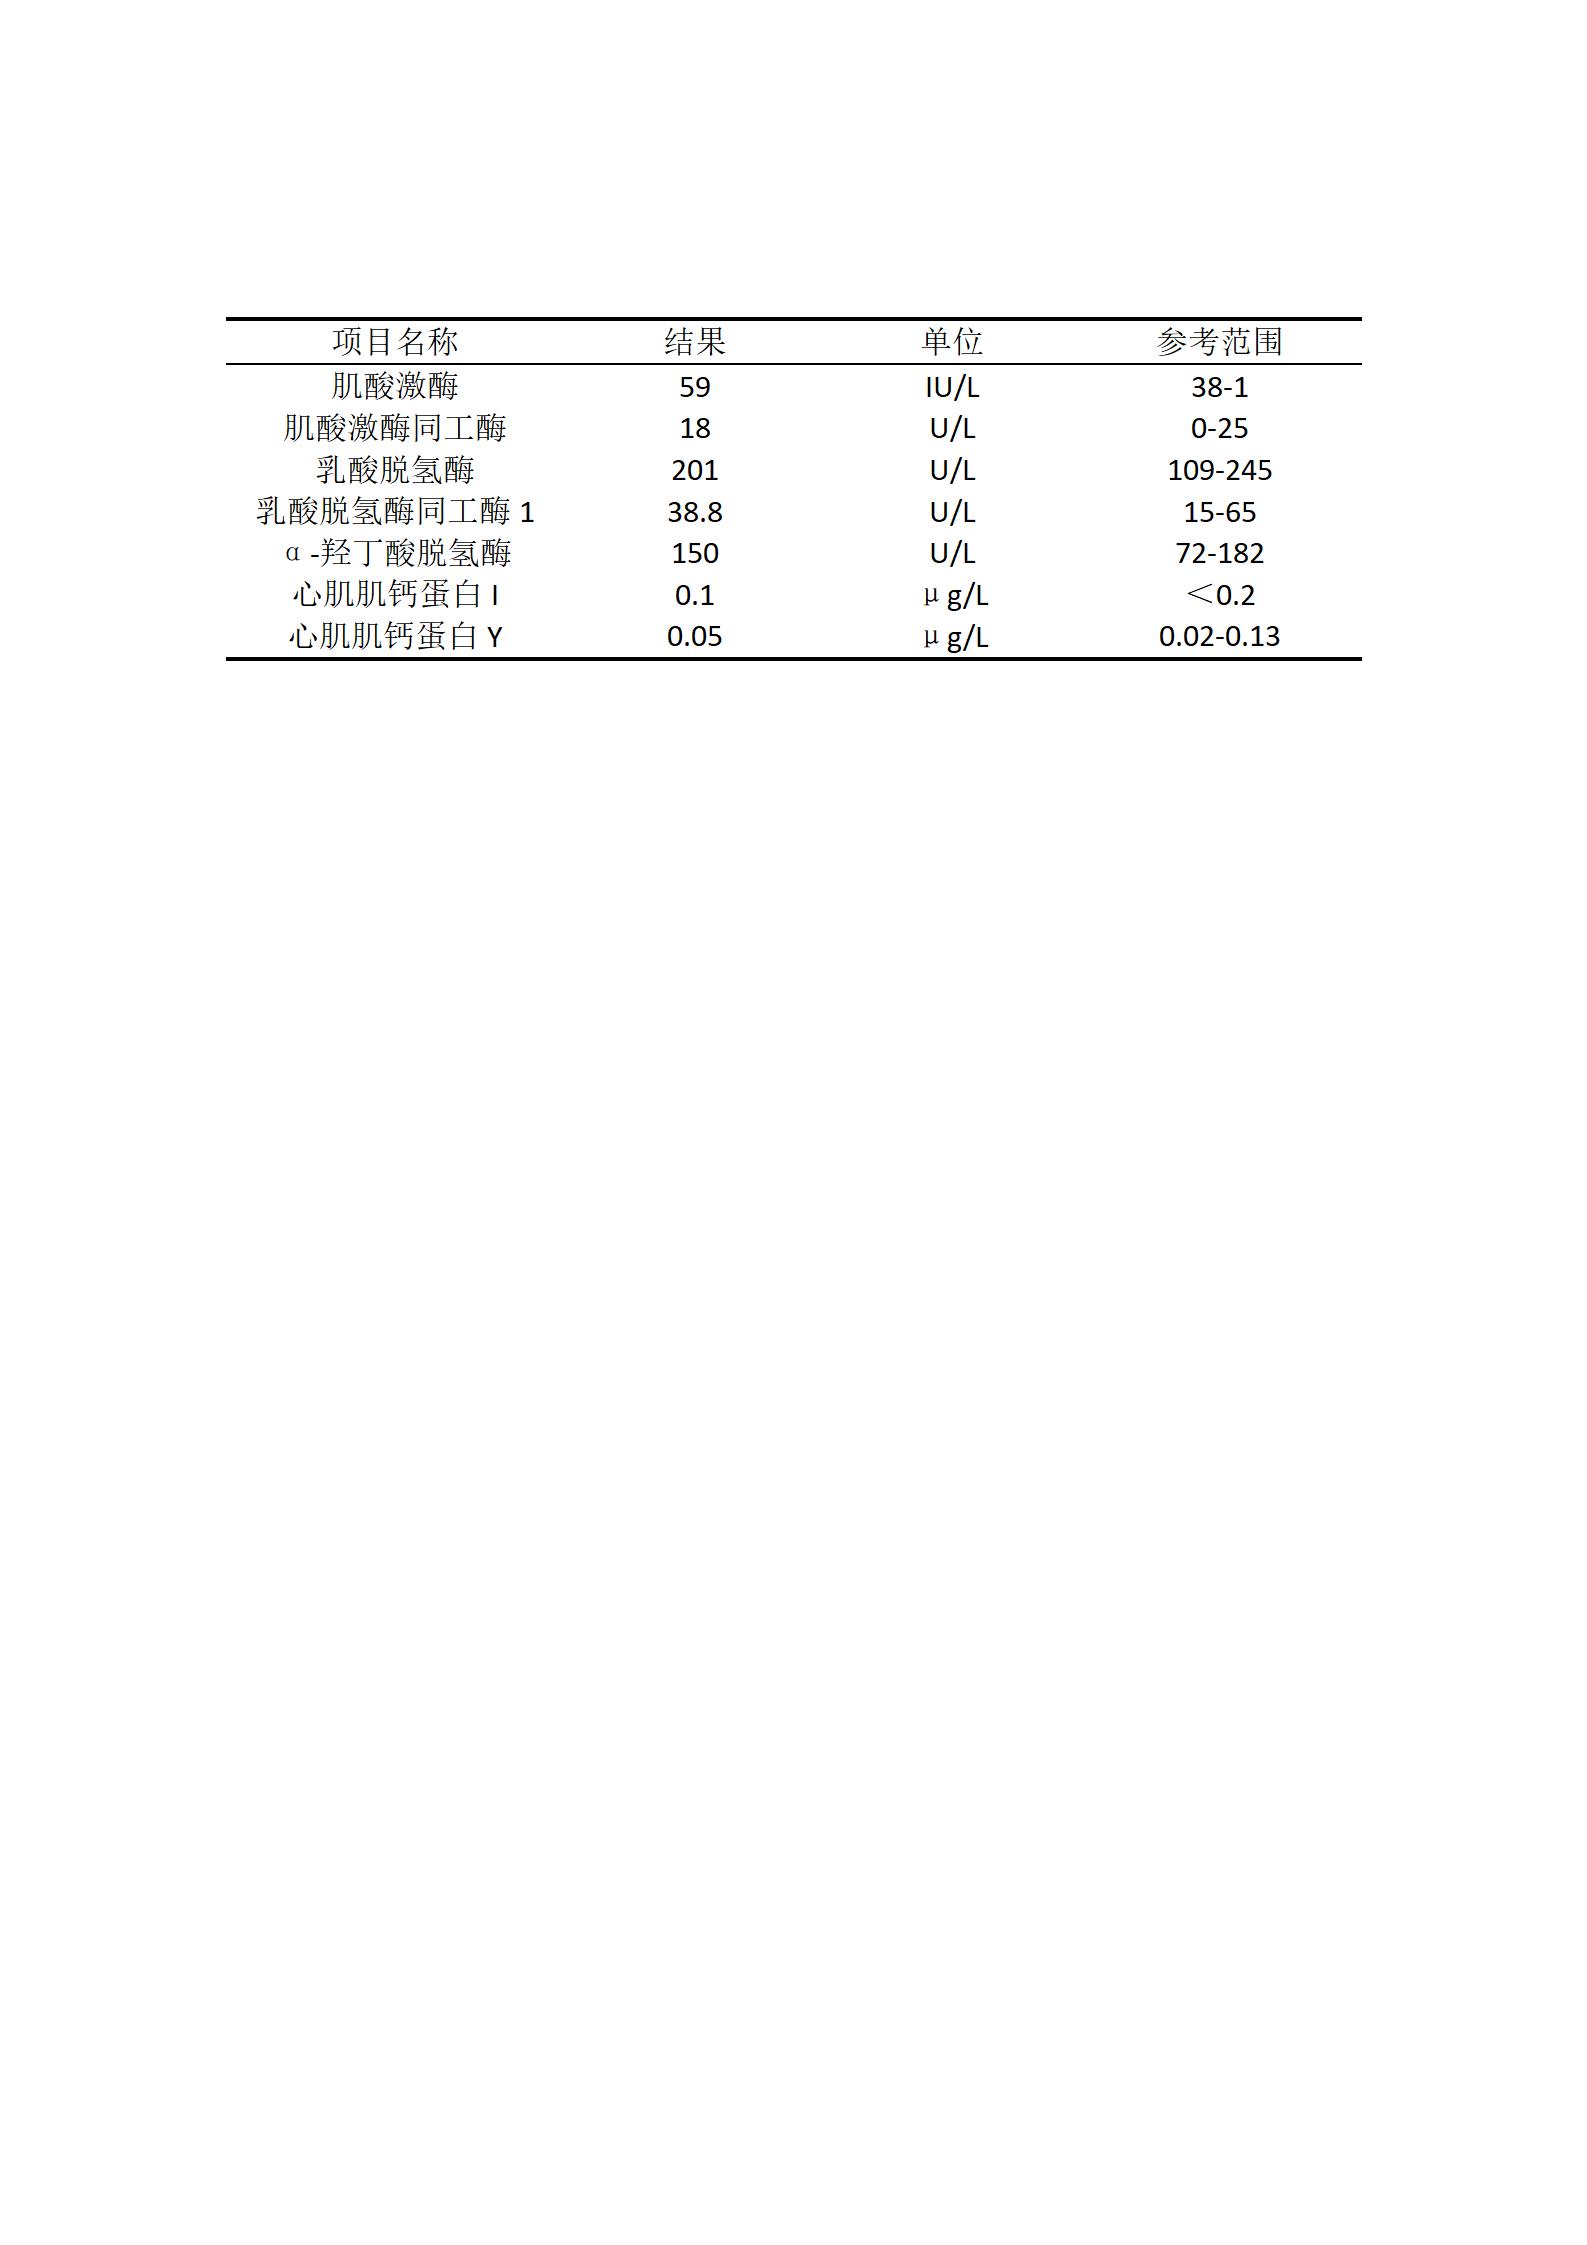 项目名称 结果 单位 参考范围
肌酸激酶 59 IU/L 38-1
肌酸激酶同工酶 18 U/L 0-25
乳酸脱氢酶 201 U/L 109-245
乳酸脱氢酶同工酶 1 38.8 U/L 15-65
α-羟丁酸脱氢酶 150 U/L 72-182
心肌肌钙蛋白 I 0.1 μg/L ＜0.2
心肌肌钙蛋白 Y 0.05 μg/L 0.02-0.13